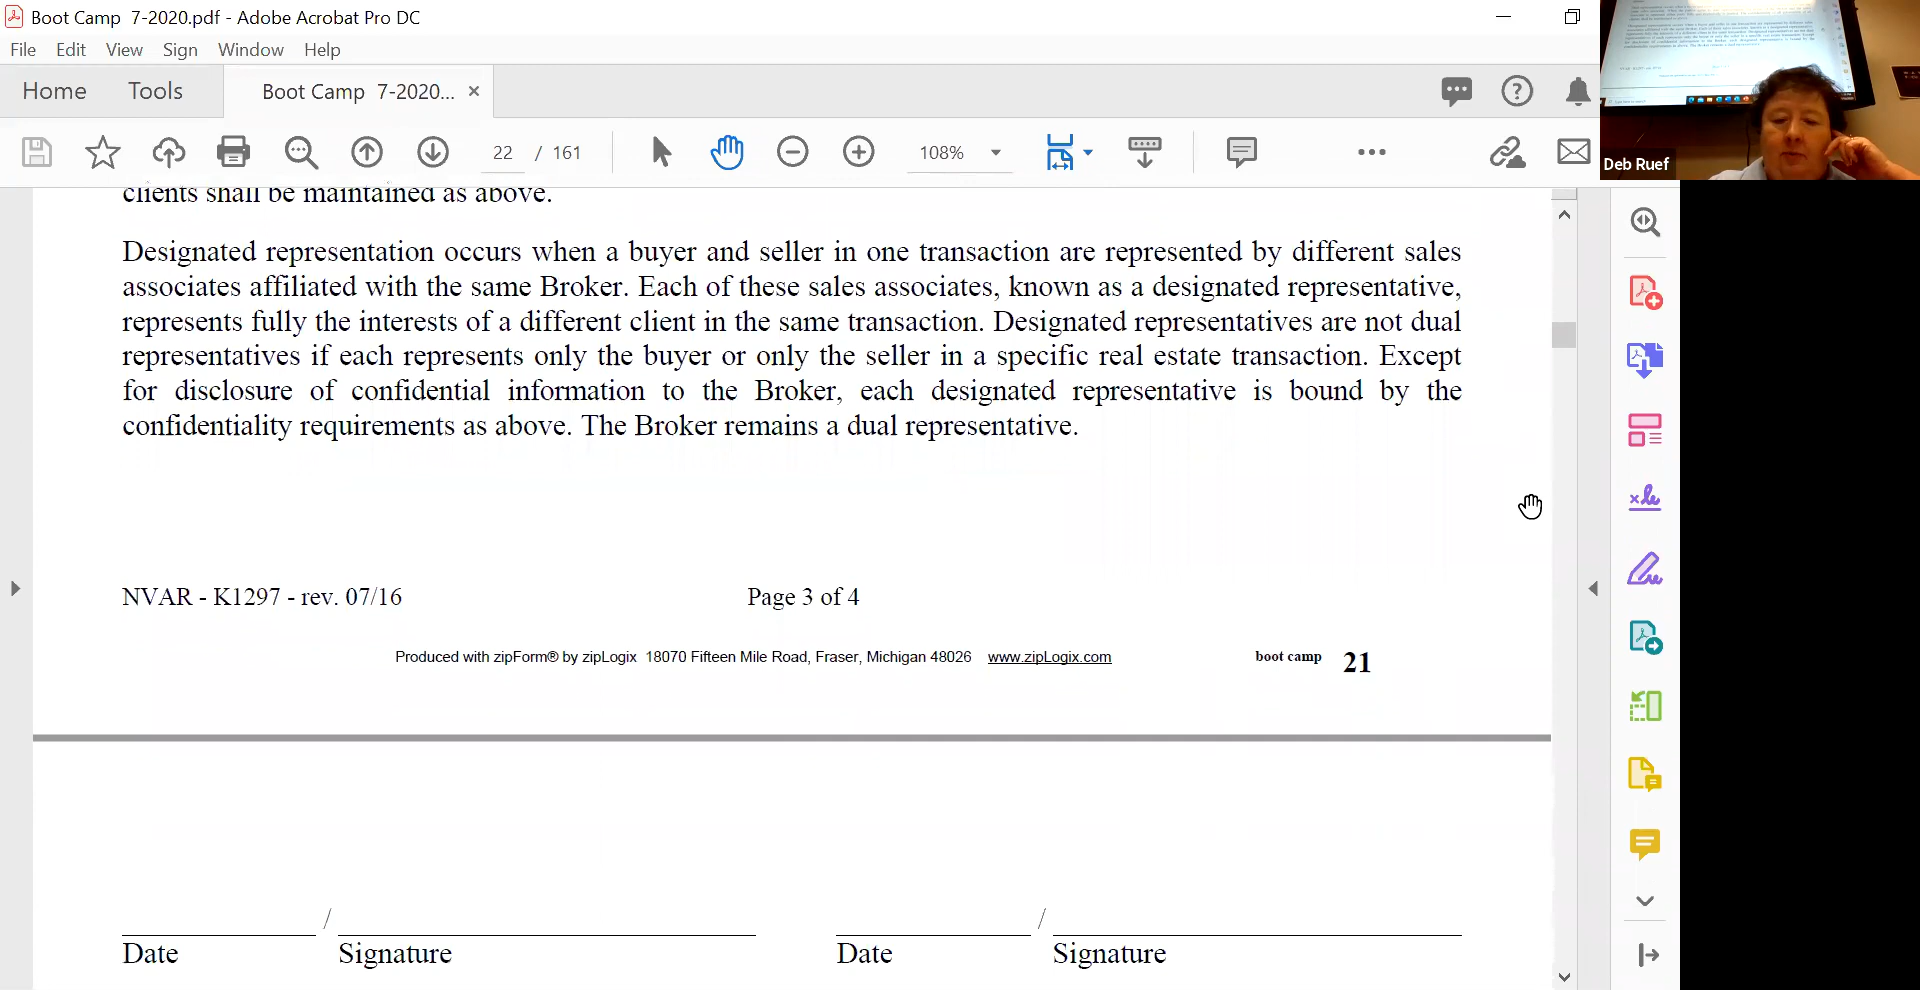 Boot Camp 7-2020.pdf - Adobe Acrobat Pro DC
File Edit View Sign Window Help
Home Tools Boot Camp 7-2020... ×
22 / 161 108%
Deb Ruef
clients shall be maintained as above.
Designated representation occurs when a buyer and seller in one transaction are represented by different sales
associates affiliated with the same Broker. Each of these sales associates, known as a designated representative,
represents fully the interests of a different client in the same transaction. Designated representatives are not dual
representatives if each represents only the buyer or only the seller in a specific real estate transaction. Except
for disclosure of confidential information to the Broker, each designated representative is bound by the
confidentiality requirements as above. The Broker remains a dual representative.
NVAR - K1297 - rev. 07/16 Page 3 of 4
Produced with zipForm® by zipLogix 18070 Fifteen Mile Road, Fraser, Michigan 48026 www.zipLogix.com boot camp 21
/ /
Date Signature Date Signature